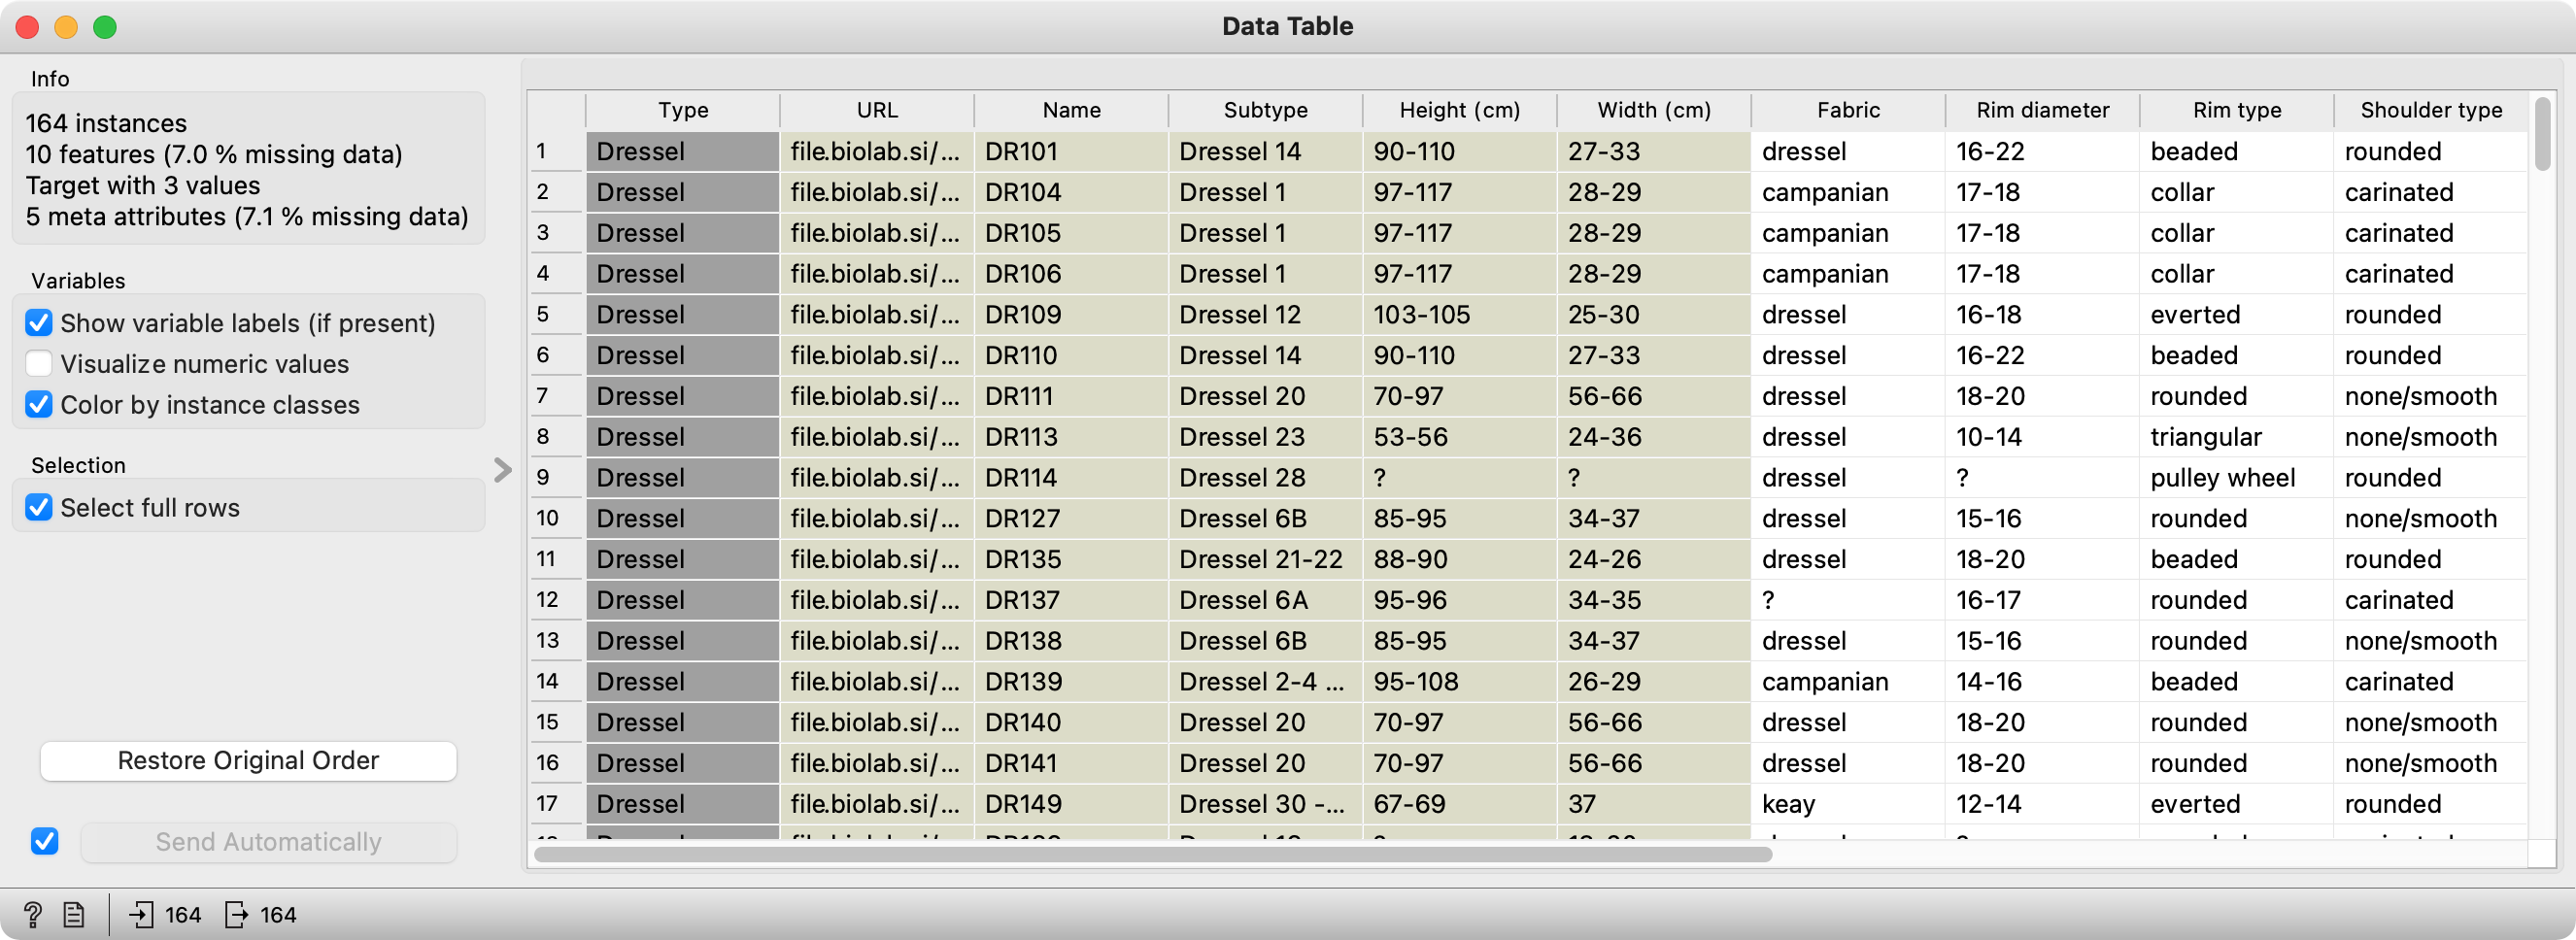 Data Table
Info
164 instances
10 features (7.0 % missing data)
Target with 3 values
5 meta attributes (7.1 % missing data)
Variables
Show variable labels (if present)
Visualize numeric values
Color by instance classes
Selection
Select full rows
Restore Original Order
Send Automatically
? 164 164
Type URL Name Subtype Height (cm) Width (cm) Fabric Rim diameter Rim type Shoulder type
1 Dressel file.biolab.si/... DR101 Dressel 14 90-110 27-33 dressel 16-22 beaded rounded
2 Dressel file.biolab.si/... DR104 Dressel 1 97-117 28-29 campanian 17-18 collar carinated
3 Dressel file.biolab.si/... DR105 Dressel 1 97-117 28-29 campanian 17-18 collar carinated
4 Dressel file.biolab.si/... DR106 Dressel 1 97-117 28-29 campanian 17-18 collar carinated
5 Dressel file.biolab.si/... DR109 Dressel 12 103-105 25-30 dressel 16-18 everted rounded
6 Dressel file.biolab.si/... DR110 Dressel 14 90-110 27-33 dressel 16-22 beaded rounded
7 Dressel file.biolab.si/... DR111 Dressel 20 70-97 56-66 dressel 18-20 rounded none/smooth
8 Dressel file.biolab.si/... DR113 Dressel 23 53-56 24-36 dressel 10-14 triangular none/smooth
9 Dressel file.biolab.si/... DR114 Dressel 28 ? ? dressel ? pulley wheel rounded
10 Dressel file.biolab.si/... DR127 Dressel 6B 85-95 34-37 dressel 15-16 rounded none/smooth
11 Dressel file.biolab.si/... DR135 Dressel 21-22 88-90 24-26 dressel 18-20 beaded rounded
12 Dressel file.biolab.si/... DR137 Dressel 6A 95-96 34-35 ? 16-17 rounded carinated
13 Dressel file.biolab.si/... DR138 Dressel 6B 85-95 34-37 dressel 15-16 rounded none/smooth
14 Dressel file.biolab.si/... DR139 Dressel 2-4 ... 95-108 26-29 campanian 14-16 beaded carinated
15 Dressel file.biolab.si/... DR140 Dressel 20 70-97 56-66 dressel 18-20 rounded none/smooth
16 Dressel file.biolab.si/... DR141 Dressel 20 70-97 56-66 dressel 18-20 rounded none/smooth
17 Dressel file.biolab.si/... DR149 Dressel 30 -... 67-69 37 keay 12-14 everted rounded